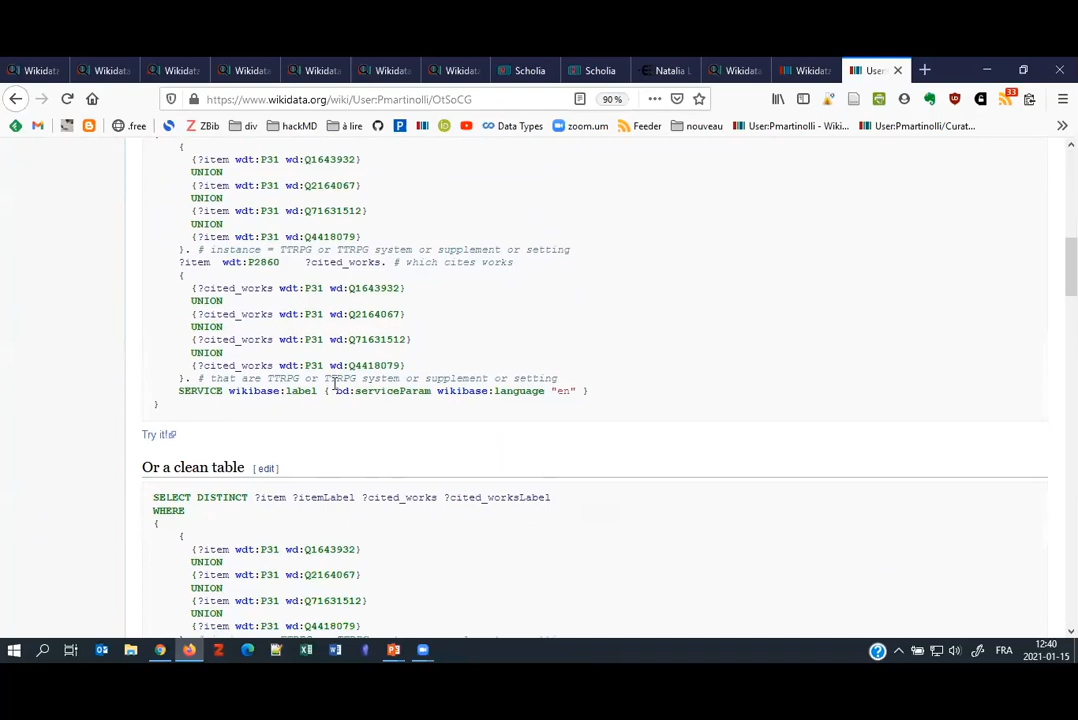 Wikidata
Wikidata
Wikidata
Wikidata
Wikidata
Wikidata
Wikidata
Scholia
Scholia
Natalia L
Wikidata
Wikidata
User:
https://www.wikidata.org/wiki/User:Pmartinolli/OtSoCG
90%
33
.free
ZBib
div
hackMD
à lire
Data Types
zoom.um
Feeder
nouveau
User:Pmartinolli - Wiki...
User:Pmartinolli/Curat...
{
{?item wdt:P31 wd:Q1643932}
UNION
{?item wdt:P31 wd:Q2164067}
UNION
{?item wdt:P31 wd:Q71631512}
UNION
{?item wdt:P31 wd:Q4418079}
}. # instance = TTRPG or TTRPG system or supplement or setting
?item wdt:P2860 ?cited_works. # which cites works
{
{?cited_works wdt:P31 wd:Q1643932}
UNION
{?cited_works wdt:P31 wd:Q2164067}
UNION
{?cited_works wdt:P31 wd:Q71631512}
UNION
{?cited_works wdt:P31 wd:Q4418079}
}. # that are TTRPG or TTRPG system or supplement or setting
SERVICE wikibase:label { bd:serviceParam wikibase:language "en" }
}
Try it!
Or a clean table [ edit ]
SELECT DISTINCT ?item ?itemLabel ?cited_works ?cited_worksLabel
WHERE
{
{
{?item wdt:P31 wd:Q1643932}
UNION
{?item wdt:P31 wd:Q2164067}
UNION
{?item wdt:P31 wd:Q71631512}
UNION
{?item wdt:P31 wd:Q4418079}
FRA
12:40
2021-01-15